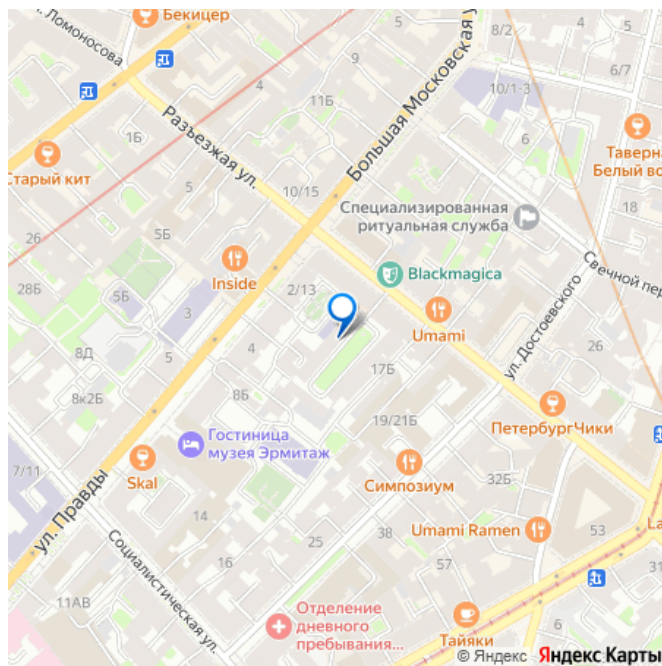 Бекицер
Ломоносова
8/2
4
9
6/7
10/1-3
11Б
4
Большая Московская
1Б
Разъезжая ул.
6
Таверна
Белый во
Старый кит
5
10/15
Специализированная
ритуальная служба
18
26
5Б
Inside
Blackmagica
Свечной пер
28Б
5Б
2/13
3
Umami
ул. Достоевского
8Д
5
4
26
17Б
8к2Б
8Б
19/21Б
ПетербургЧики
Гостиница
музея Эрмитаж
7/11
Skal
Симпозиум
32Б
ул. Правды
14
Umami Ramen
53
La
25
38
Социалистическая ул.
16
57
31
11АВ
Отделение
дневного
пребывания...
4
6
Тайяки
© Яндекс Яндекс Карты